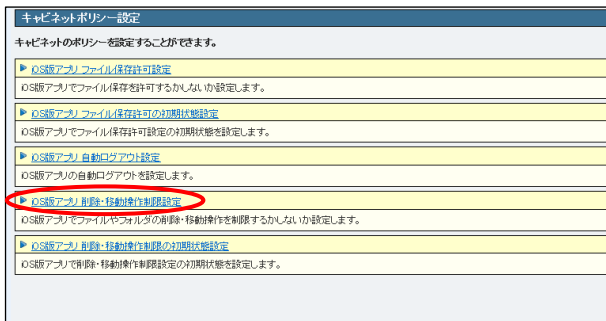 キャビネットポリシー設定
キャビネットのポリシーを設定することができます。
iOS版アプリ ファイル保存許可設定
iOS版アプリでファイル保存を許可するかしないか設定します。
iOS版アプリ ファイル保存許可の初期状態設定
iOS版アプリでファイル保存許可設定の初期状態を設定します。
iOS版アプリ 自動ログアウト設定
iOS版アプリの自動ログアウトを設定します。
iOS版アプリ 削除・移動操作制限設定
iOS版アプリでファイルやフォルダの削除・移動操作を制限するかしないか設定します。
iOS版アプリ 削除・移動操作制限の初期状態設定
iOS版アプリで削除・移動操作制限設定の初期状態を設定します。